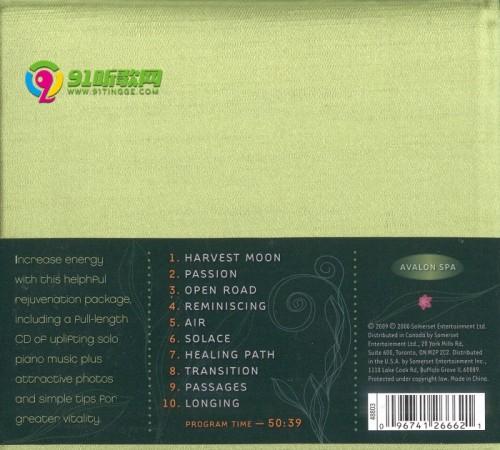 91听歌网
WWW.91TINGGE.COM
Increase energy
with this helpful
rejuvenation package,
including a full-length
CD of uplifting solo
piano music plus
attractive photos
and simple tips for
greater vitality.
1. HARVEST MOON
2. PASSION
3. OPEN ROAD
4. REMINISCING
5. AIR
6. SOLACE
7. HEALING PATH
8. TRANSITION
9. PASSAGES
10. LONGING
PROGRAM TIME — 50:39
AVALON SPA
© 2009 ℗ 2006 Somerset Entertainment Ltd.
Distributed in Canada by Somerset
Entertainment Ltd., 20 York Mills Rd,
Suite 600, Toronto, ON M2P 2C2. Distributed
in the U.S.A. by Somerset Entertainment Inc.,
1110 Lake Cook Rd, Buffalo Grove IL 60089.
Protected under copyright law. Made in China.
48803
0 96741 26662 1